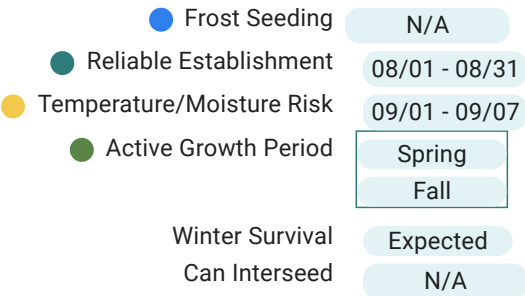 Frost Seeding N/A
Reliable Establishment 08/01 - 08/31
Temperature/Moisture Risk 09/01 - 09/07
Active Growth Period Spring
Fall
Winter Survival Expected
Can Interseed N/A